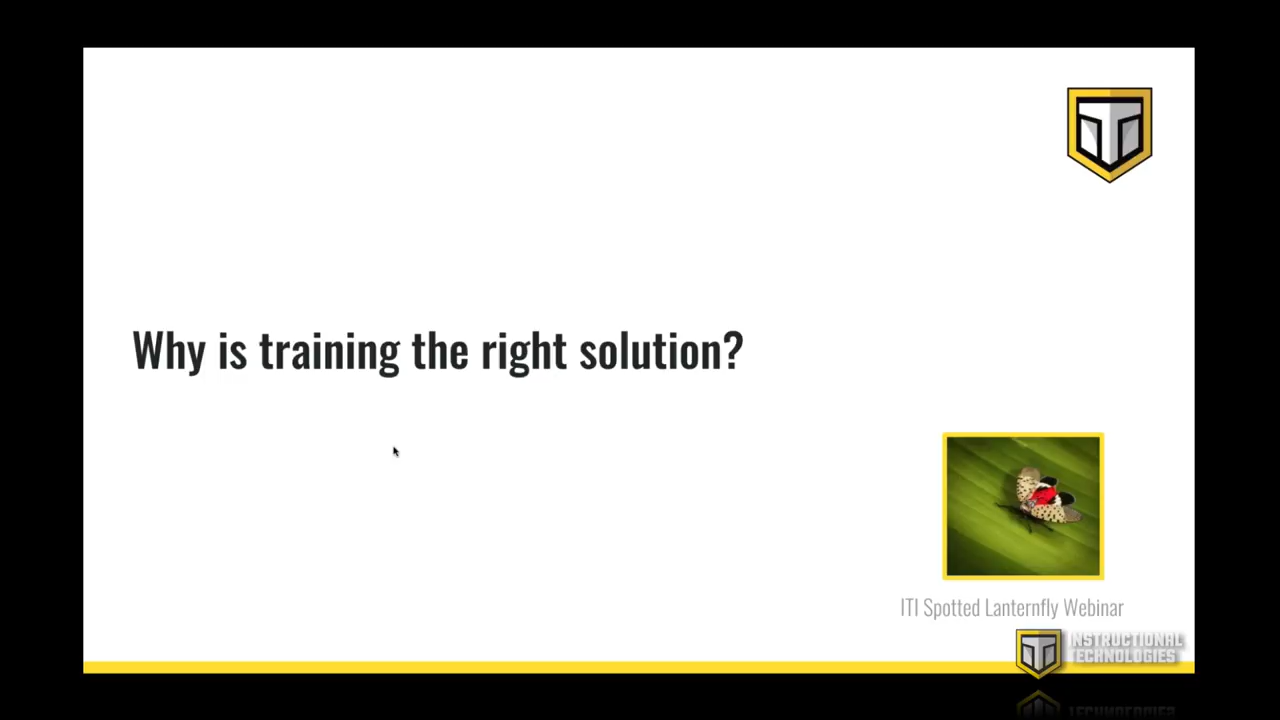 Why is training the right solution?
ITI Spotted Lanternfly Webinar
INSTRUCTIONAL
TECHNOLOGIES